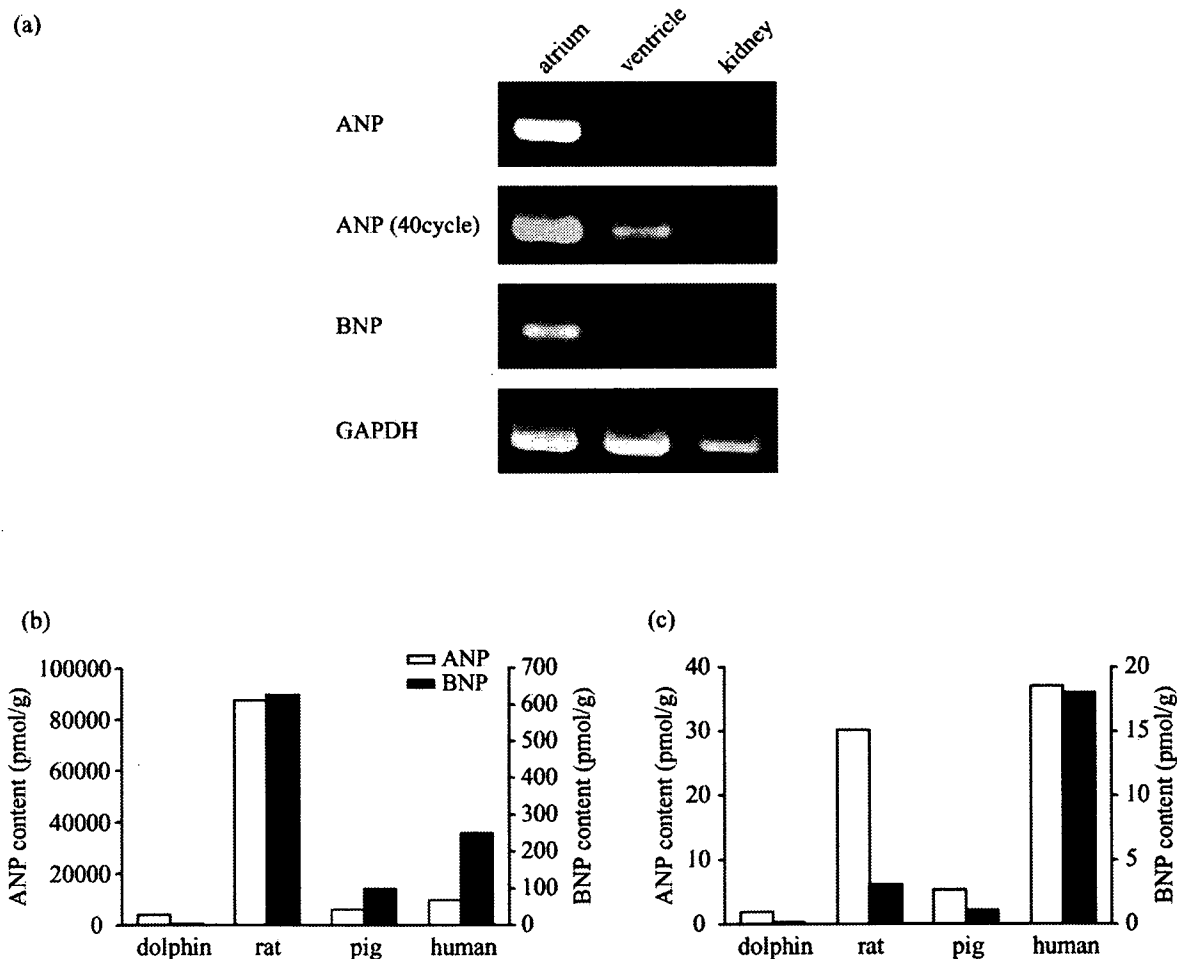 (a)
atrium ventricle kidney
ANP
ANP (40cycle)
BNP
GAPDH
(b)
100000
80000
60000
40000
20000
0
ANP content (pmol/g)
ANP
BNP
700
600
500
400
300
200
100
0
BNP content (pmol/g)
dolphin rat pig human
(c)
40
30
20
10
0
ANP content (pmol/g)
20
15
10
5
0
BNP content (pmol/g)
dolphin rat pig human